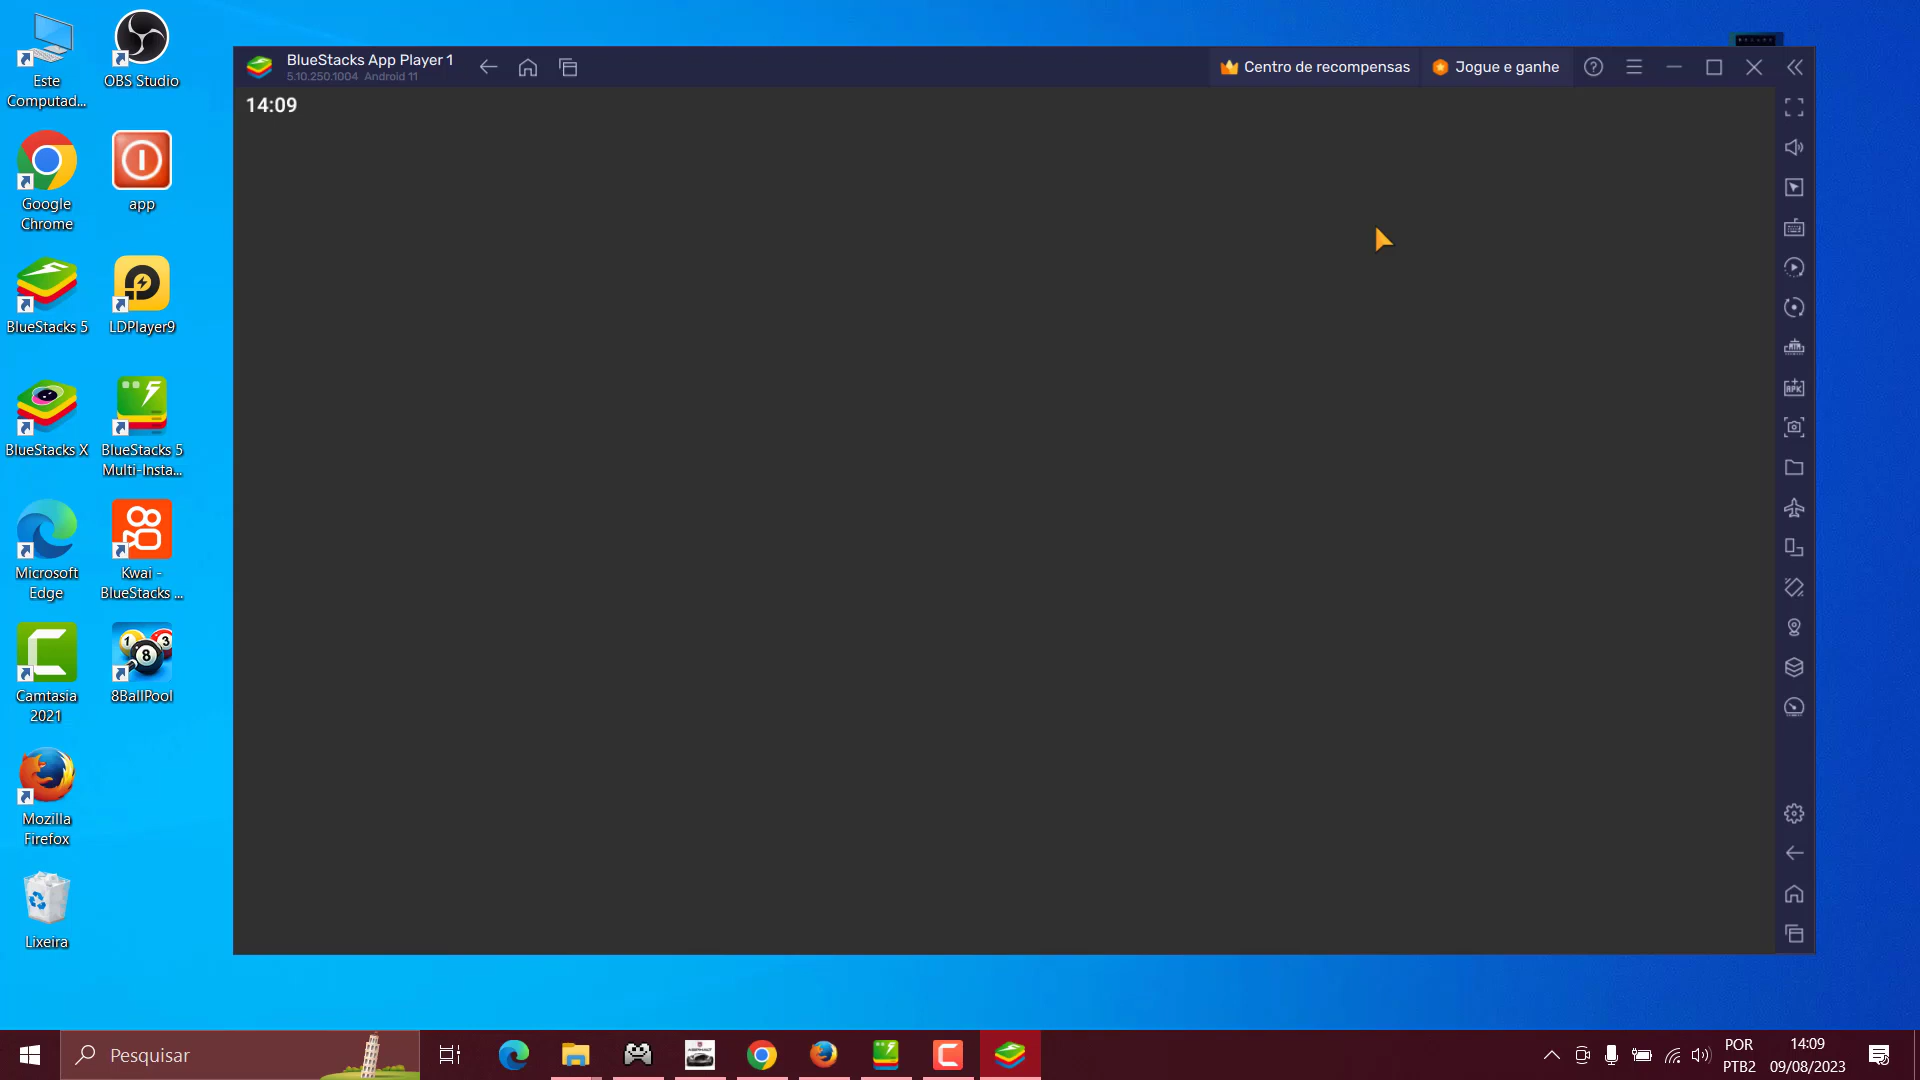 BlueStacks App Player 1
5.10.250.1004 Android 11
Centro de recompensas
Jogue e ganhe
14:09
Este
Computad...
OBS Studio
Google
Chrome
app
BlueStacks 5
LDPlayer9
BlueStacks X
BlueStacks 5
Multi-Insta...
Microsoft
Edge
Kwai -
BlueStacks ...
Camtasia
2021
8BallPool
Mozilla
Firefox
Lixeira
Pesquisar
POR
PTB2
14:09
09/08/2023